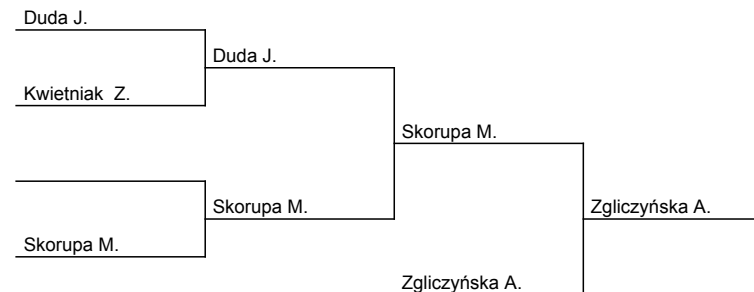 Duda J.
Duda J.
Kwietniak  Z.
Skorupa M.
Skorupa M.
Zgliczyńska A.
Skorupa M.
Zgliczyńska A.